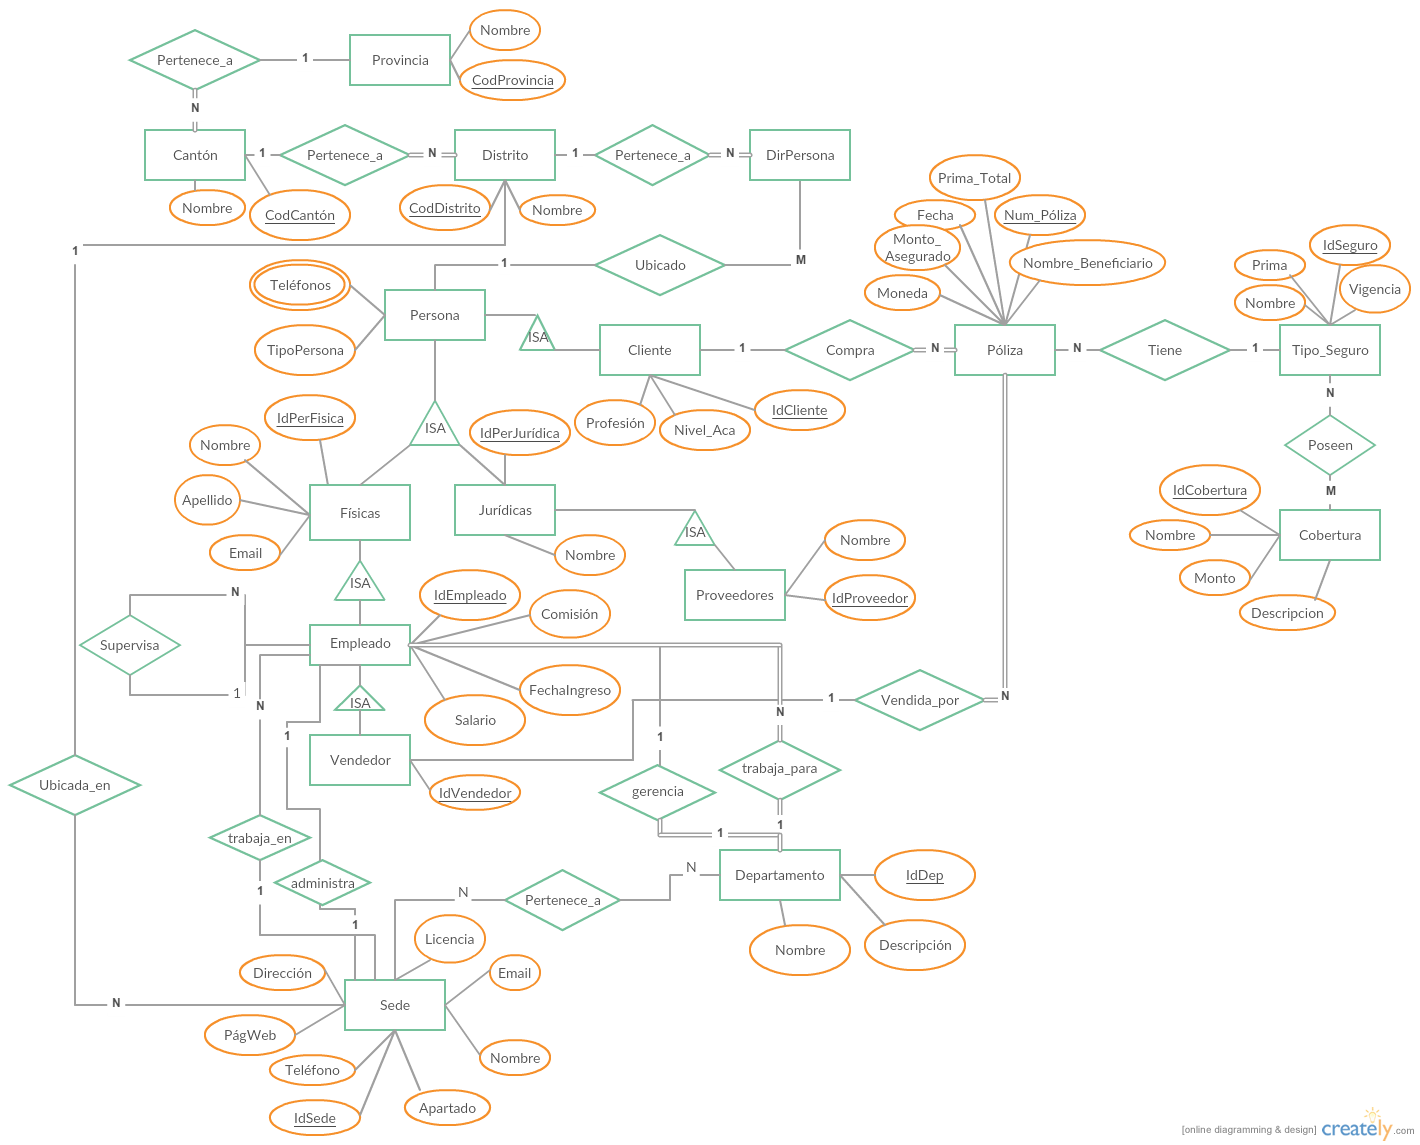 Nombre
Pertenece_a
1
Provincia
CodProvincia
N
Cantón
1
Pertenece_a
N
Distrito
1
Pertenece_a
N
DirPersona
Nombre
CodCantón
CodDistrito
Nombre
Prima_Total
Fecha
Num_Póliza
Monto_
Asegurado
Nombre_Beneficiario
Moneda
IdSeguro
Prima
Vigencia
Nombre
1
1
Ubicado
M
Teléfonos
Persona
TipoPersona
ISA
Cliente
1
Compra
N
Póliza
N
Tiene
1
Tipo_Seguro
Profesión
Nivel_Aca
IdCliente
N
Poseen
M
IdPerFisica
Nombre
Apellido
Email
ISA
IdPerJurídica
Físicas
Jurídicas
Nombre
ISA
Nombre
Proveedores
IdProveedor
IdCobertura
Nombre
Cobertura
Monto
Descripcion
ISA
N
Supervisa
1
Empleado
IdEmpleado
Comisión
FechaIngreso
Salario
N
1
ISA
Vendedor
IdVendedor
1
Vendida_por
N
1
gerencia
1
N
trabaja_para
1
Ubicada_en
trabaja_en
1
administra
1
N
Pertenece_a
N
Departamento
IdDep
Nombre
Descripción
Licencia
Dirección
Email
N
Sede
PágWeb
Nombre
Teléfono
IdSede
Apartado
[online diagramming & design]
creately.com